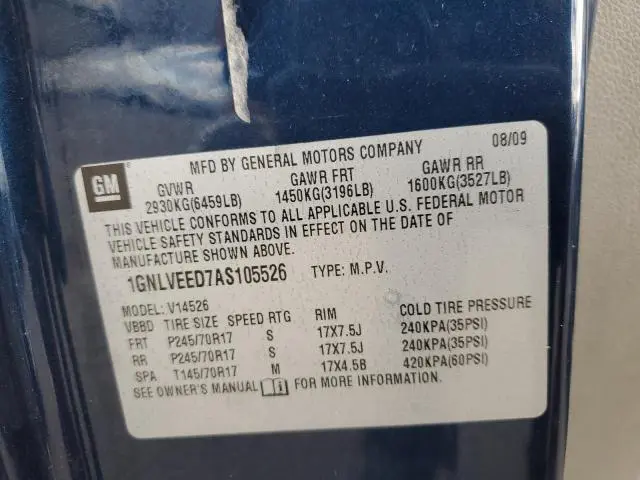 GM
MFD BY GENERAL MOTORS COMPANY 08/09
GVWR GAWR FRT GAWR RR
2930KG(6459LB) 1450KG(3196LB) 1600KG(3527LB)
THIS VEHICLE CONFORMS TO ALL APPLICABLE U.S. FEDERAL MOTOR
VEHICLE SAFETY STANDARDS IN EFFECT ON THE DATE OF
MANUFACTURE SHOWN ABOVE.
1GNLVEED7AS105526 TYPE: M.P.V.
MODEL: V14526
VBBD TIRE SIZE SPEED RTG RIM COLD TIRE PRESSURE
FRT P245/70R17 S 17X7.5J 240KPA(35PSI)
RR P245/70R17 S 17X7.5J 240KPA(35PSI)
SPA T145/70R17 M 17X4.5B 420KPA(60PSI)
SEE OWNER'S MANUAL FOR MORE INFORMATION.